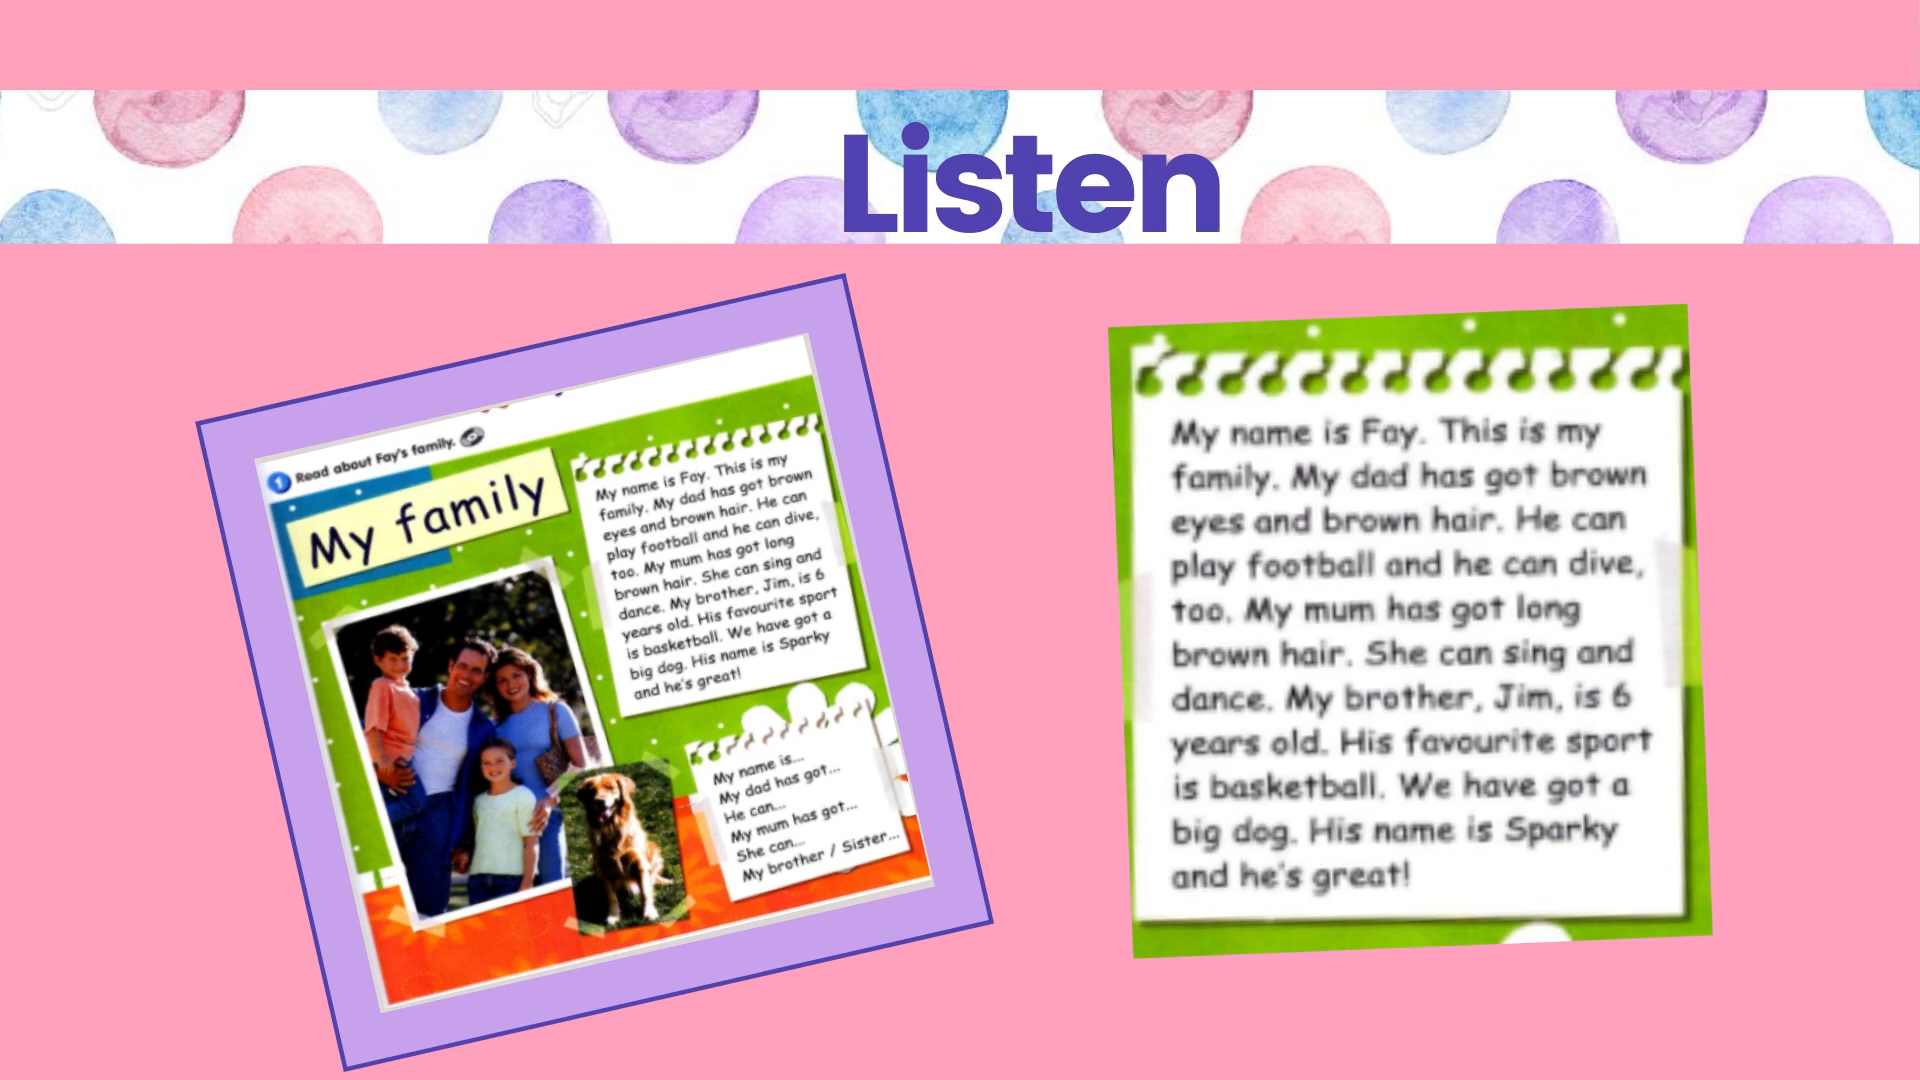 Listen
1 Read about Fay's family.
My family
My name is Fay. This is my
family. My dad has got brown
eyes and brown hair. He can
play football and he can dive,
too. My mum has got long
brown hair. She can sing and
dance. My brother, Jim, is 6
years old. His favourite sport
is basketball. We have got a
big dog. His name is Sparky
and he's great!
My name is...
My dad has got...
He can...
My mum has got...
She can...
My brother / Sister...
My name is Fay. This is my
family. My dad has got brown
eyes and brown hair. He can
play football and he can dive,
too. My mum has got long
brown hair. She can sing and
dance. My brother, Jim, is 6
years old. His favourite sport
is basketball. We have got a
big dog. His name is Sparky
and he's great!